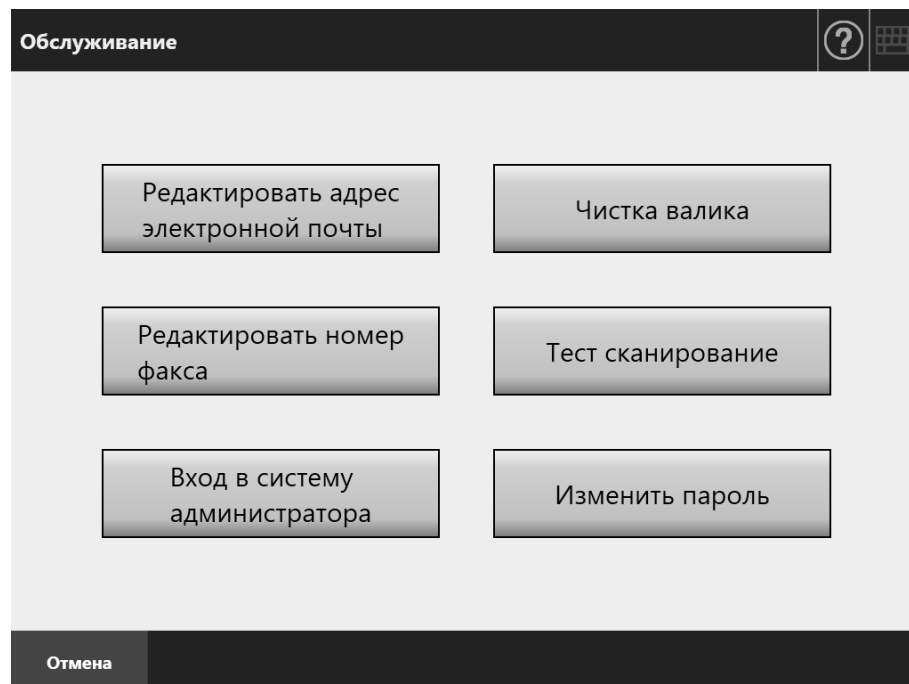 Обслуживание
Редактировать адрес
электронной почты
Чистка валика
Редактировать номер
факса
Тест сканирование
Вход в систему
администратора
Изменить пароль
Отмена